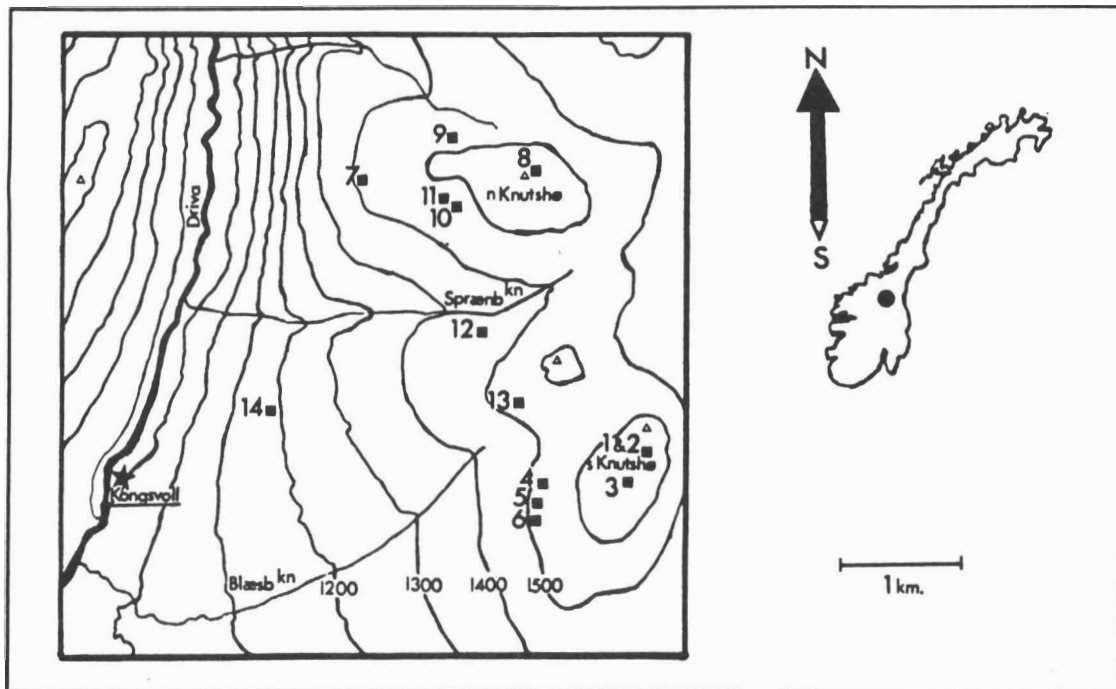 N
S
1 km.
9
8
7
n Knutshø
11
10
Driva
Sprænb kn
12
13
14
1&2
s Knutshø
3
4
5
6
Kongsvoll
Blæsb kn
1200
1300
1400
1500